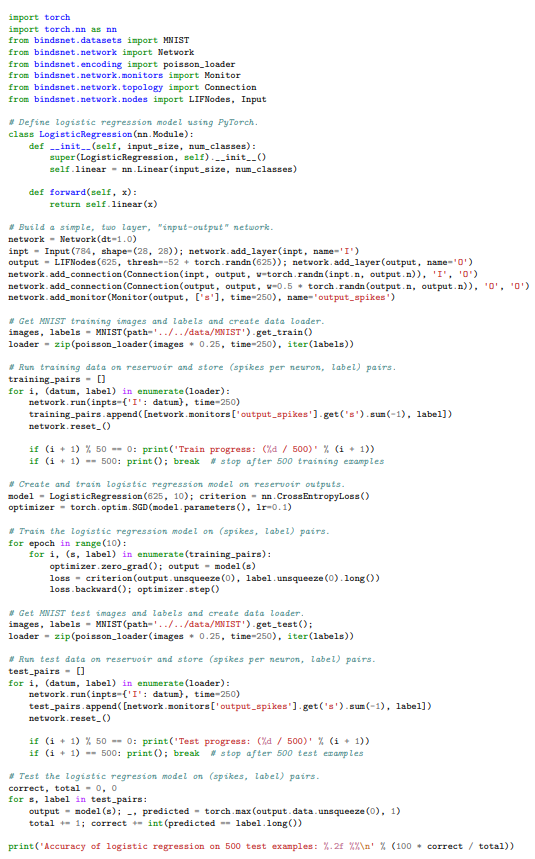 import torch
import torch.nn as nn
from bindsnet.datasets import MNIST
from bindsnet.network import Network
from bindsnet.encoding import poisson_loader
from bindsnet.network.monitors import Monitor
from bindsnet.network.topology import Connection
from bindsnet.network.nodes import LIFNodes, Input

# Define logistic regression model using PyTorch.
class LogisticRegression(nn.Module):
    def __init__(self, input_size, num_classes):
        super(LogisticRegression, self).__init__()
        self.linear = nn.Linear(input_size, num_classes)

    def forward(self, x):
        return self.linear(x)

# Build a simple, two layer, "input-output" network.
network = Network(dt=1.0)
inpt = Input(784, shape=(28, 28)); network.add_layer(inpt, name='I')
output = LIFNodes(625, thresh=-52 + torch.randn(625)); network.add_layer(output, name='O')
network.add_connection(Connection(inpt, output, w=torch.randn(inpt.n, output.n)), 'I', 'O')
network.add_connection(Connection(output, output, w=0.5 * torch.randn(output.n, output.n)), 'O', 'O')
network.add_monitor(Monitor(output, ['s'], time=250), name='output_spikes')

# Get MNIST training images and labels and create data loader.
images, labels = MNIST(path='../../data/MNIST').get_train()
loader = zip(poisson_loader(images * 0.25, time=250), iter(labels))

# Run training data on reservoir and store (spikes per neuron, label) pairs.
training_pairs = []
for i, (datum, label) in enumerate(loader):
    network.run(inpts={'I': datum}, time=250)
    training_pairs.append([network.monitors['output_spikes'].get('s').sum(-1), label])
    network.reset_()

    if (i + 1) % 50 == 0: print('Train progress: (%d / 500)' % (i + 1))
    if (i + 1) == 500: print(); break  # stop after 500 training examples

# Create and train logistic regression model on reservoir outputs.
model = LogisticRegression(625, 10); criterion = nn.CrossEntropyLoss()
optimizer = torch.optim.SGD(model.parameters(), lr=0.1)

# Train the logistic regression model on (spikes, label) pairs.
for epoch in range(10):
    for i, (s, label) in enumerate(training_pairs):
        optimizer.zero_grad(); output = model(s)
        loss = criterion(output.unsqueeze(0), label.unsqueeze(0).long())
        loss.backward(); optimizer.step()

# Get MNIST test images and labels and create data loader.
images, labels = MNIST(path='../../data/MNIST').get_test();
loader = zip(poisson_loader(images * 0.25, time=250), iter(labels))

# Run test data on reservoir and store (spikes per neuron, label) pairs.
test_pairs = []
for i, (datum, label) in enumerate(loader):
    network.run(inpts={'I': datum}, time=250)
    test_pairs.append([network.monitors['output_spikes'].get('s').sum(-1), label])
    network.reset_()

    if (i + 1) % 50 == 0: print('Test progress: (%d / 500)' % (i + 1))
    if (i + 1) == 500: print(); break  # stop after 500 test examples

# Test the logistic regresion model on (spikes, label) pairs.
correct, total = 0, 0
for s, label in test_pairs:
    output = model(s); _, predicted = torch.max(output.data.unsqueeze(0), 1)
    total += 1; correct += int(predicted == label.long())

print('Accuracy of logistic regression on 500 test examples: %.2f %%\n' % (100 * correct / total))